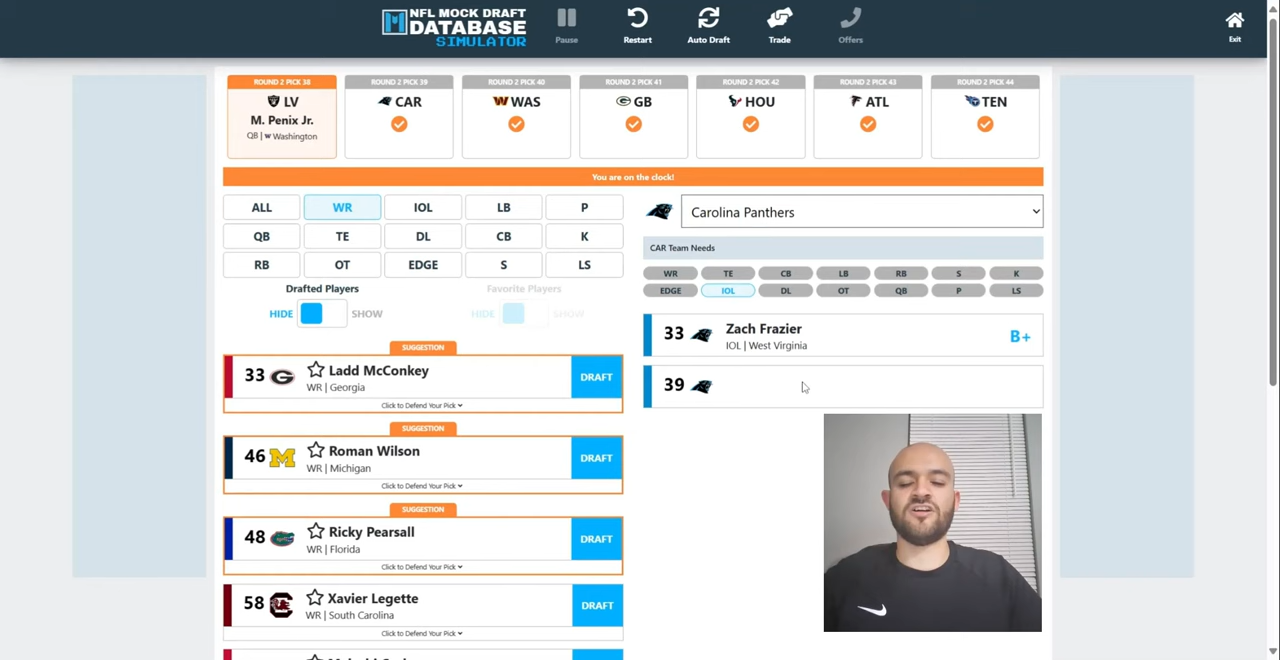 NFL MOCK DRAFT
DATABASE
SIMULATOR
Pause
Restart
Auto Draft
Trade
Offers
Exit
ROUND 2 PICK 38
LV
M. Penix Jr.
QB | Washington
ROUND 2 PICK 39
CAR
ROUND 2 PICK 40
WAS
ROUND 2 PICK 41
GB
ROUND 2 PICK 42
HOU
ROUND 2 PICK 43
ATL
ROUND 2 PICK 44
TEN
You are on the clock!
ALL WR IOL LB P
QB TE DL CB K
RB OT EDGE S LS
Drafted Players
HIDE SHOW
Favorite Players
HIDE SHOW
SUGGESTION
33 Ladd McConkey DRAFT
WR | Georgia
Click to Defend Your Pick
SUGGESTION
46 Roman Wilson DRAFT
WR | Michigan
Click to Defend Your Pick
SUGGESTION
48 Ricky Pearsall DRAFT
WR | Florida
Click to Defend Your Pick
58 Xavier Legette DRAFT
WR | South Carolina
Click to Defend Your Pick
Carolina Panthers
CAR Team Needs
WR TE CB LB RB S K
EDGE IOL DL OT QB P LS
33 Zach Frazier B+
IOL | West Virginia
39